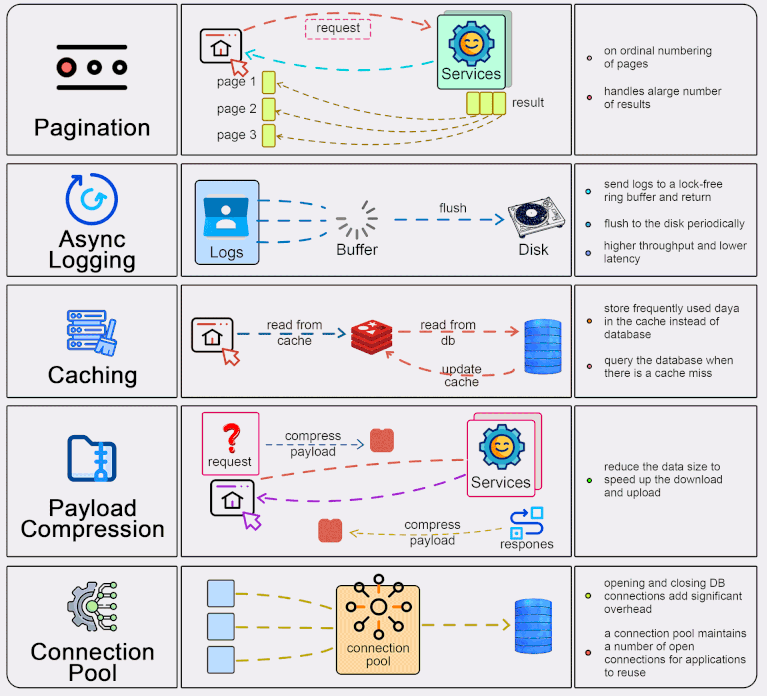 Pagination
request
Services
page 1
page 2
page 3
result
on ordinal numbering
of pages
handles alarge number
of results
Async
Logging
Logs
Buffer
flush
Disk
send logs to a lock-free
ring buffer and return
flush to the disk periodically
higher throughput and lower
latency
Caching
read from
cache
read from
db
update
cache
store frequently used daya
in the cache instead of
database
query the database when
there is a cache miss
Payload
Compression
?
request
compress
payload
Services
compress
payload
respones
reduce the data size to
speed up the download
and upload
Connection
Pool
connection
pool
opening and closing DB
connections add significant
overhead
a connection pool maintains
a number of open
connections for applications
to reuse